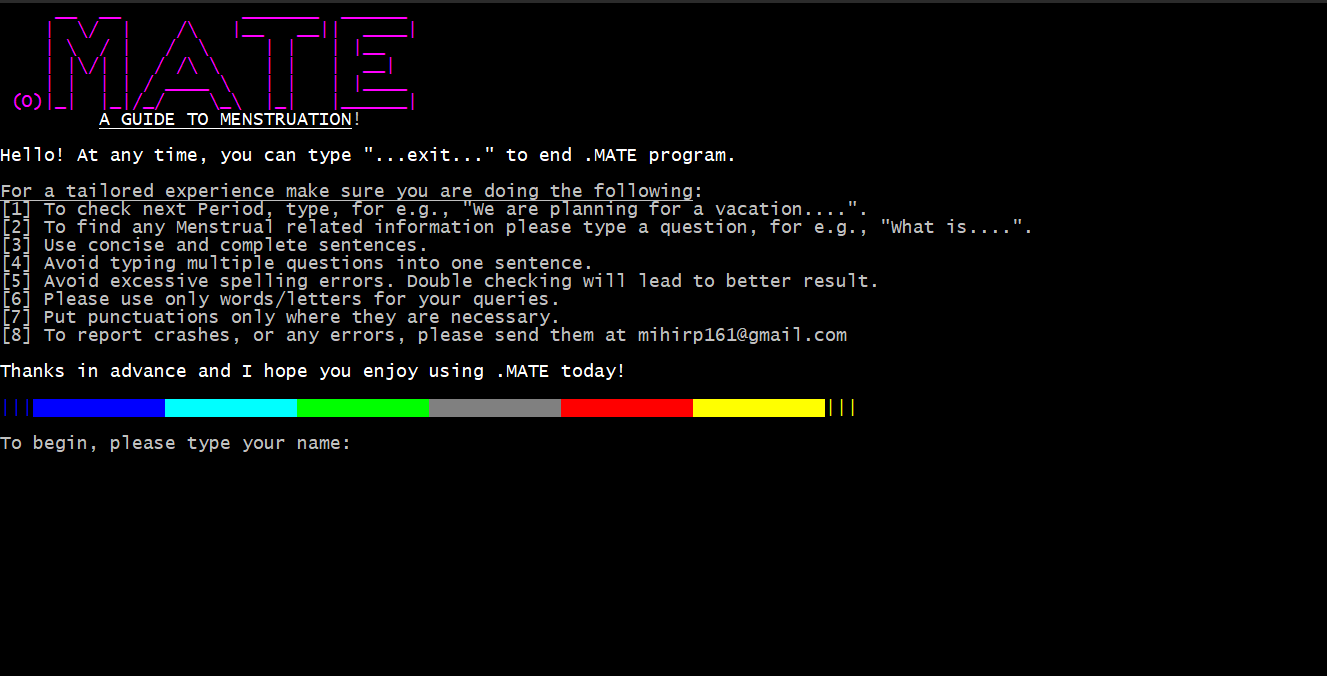 .MATE
A GUIDE TO MENSTRUATION!
Hello! At any time, you can type "...exit..." to end .MATE program.
For a tailored experience make sure you are doing the following:
[1] To check next Period, type, for e.g., "We are planning for a vacation....".
[2] To find any Menstrual related information please type a question, for e.g., "What is....".
[3] Use concise and complete sentences.
[4] Avoid typing multiple questions into one sentence.
[5] Avoid excessive spelling errors. Double checking will lead to better result.
[6] Please use only words/letters for your queries.
[7] Put punctuations only where they are necessary.
[8] To report crashes, or any errors, please send them at mihirp161@gmail.com
Thanks in advance and I hope you enjoy using .MATE today!
To begin, please type your name: